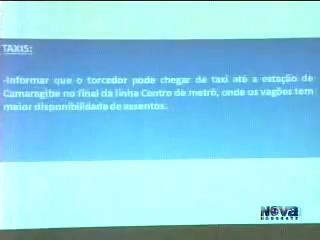 TAXIS:
-Informar que o torcedor pode chegar de taxi até a estação de
Camaragibe no final da linha Centro de metrô, onde os vagões tem
maior disponibilidade de assentos.
NOVA
NORDESTE